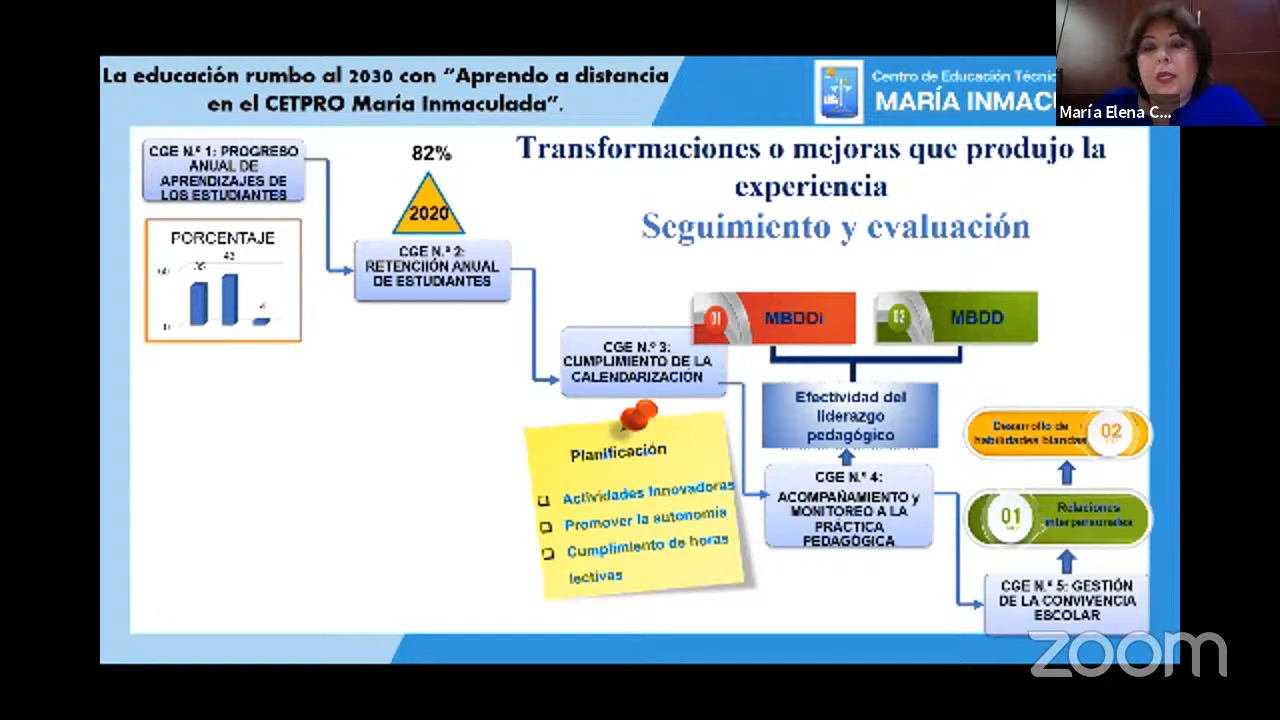 La educación rumbo al 2030 con “Aprendo a distancia
en el CETPRO María Inmaculada”.
Centro de Educación Técnic
MARÍA INMAC
María Elena C...
Transformaciones o mejoras que produjo la
experiencia
Seguimiento y evaluación
CGE N.º 1: PROGRESO
ANUAL DE
APRENDIZAJES DE
LOS ESTUDIANTES
PORCENTAJE
82%
2020
CGE N.º 2:
RETENCIIÓN ANUAL
DE ESTUDIANTES
CGE N.º 3:
CUMPLIMIENTO DE LA
CALENDARIZACIÓN
Planificación
Actividades Innovadoras
Promover la autonomía
Cumplimiento de horas
lectivas
01 MBDDi
MBDD
Efectividad del
liderazgo
pedagógico
CGE N.º 4:
ACOMPAÑAMIENTO y
MONITOREO A LA
PRÁCTICA
PEDAGÓGICA
Desarrollo de
habilidades blandas
02
01
Relaciones
interpersonales
CGE N.º 5: GESTIÓN
DE LA CONVIVENCIA
ESCOLAR
zoom